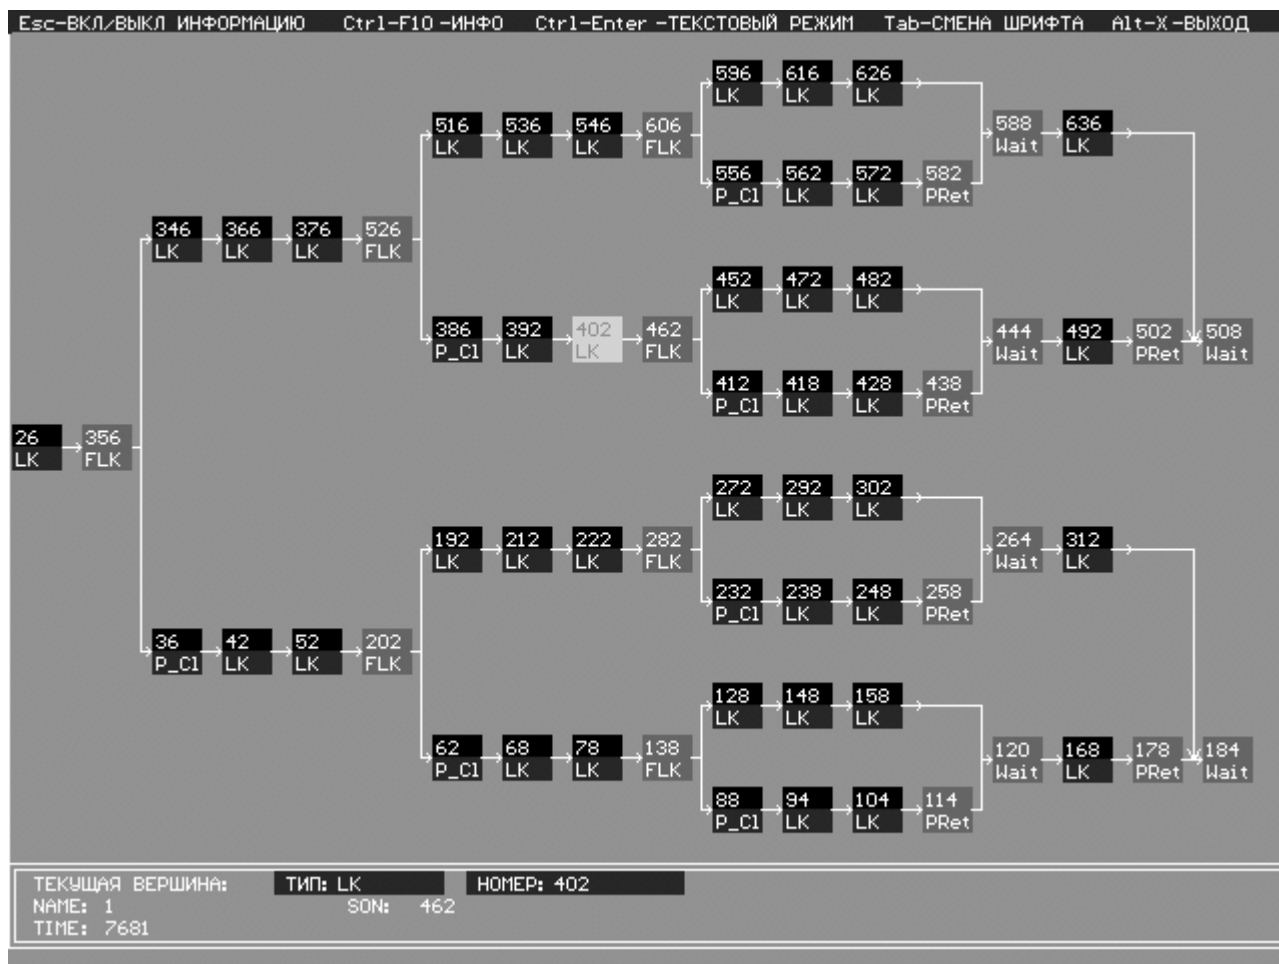 Esc-ВКЛ/ВЫКЛ ИНФОРМАЦИЮ Ctrl-F10 -ИНФО Ctrl-Enter -ТЕКСТОВЫЙ РЕЖИМ Tab-СМЕНА ШРИФТА Alt-X -ВЫХОД
596 616 626
LK LK LK
516 536 546 606 588 636
LK LK LK FLK Wait LK
556 562 572 582
P_Cl LK LK PRet
346 366 376 526
LK LK LK FLK
452 472 482
LK LK LK
386 392 402 462 444 492 502 508
P_Cl LK LK FLK Wait LK PRet Wait
412 418 428 438
P_Cl LK LK PRet
26 356
LK FLK
272 292 302
LK LK LK
192 212 222 282 264 312
LK LK LK FLK Wait LK
232 238 248 258
P_Cl LK LK PRet
36 42 52 202
P_Cl LK LK FLK
128 148 158
LK LK LK
62 68 78 138 120 168 178 184
P_Cl LK LK FLK Wait LK PRet Wait
88 94 104 114
P_Cl LK LK PRet
ТЕКУЩАЯ ВЕРШИНА: ТИП: LK НОМЕР: 402
NAME: 1 SON: 462
TIME: 7681